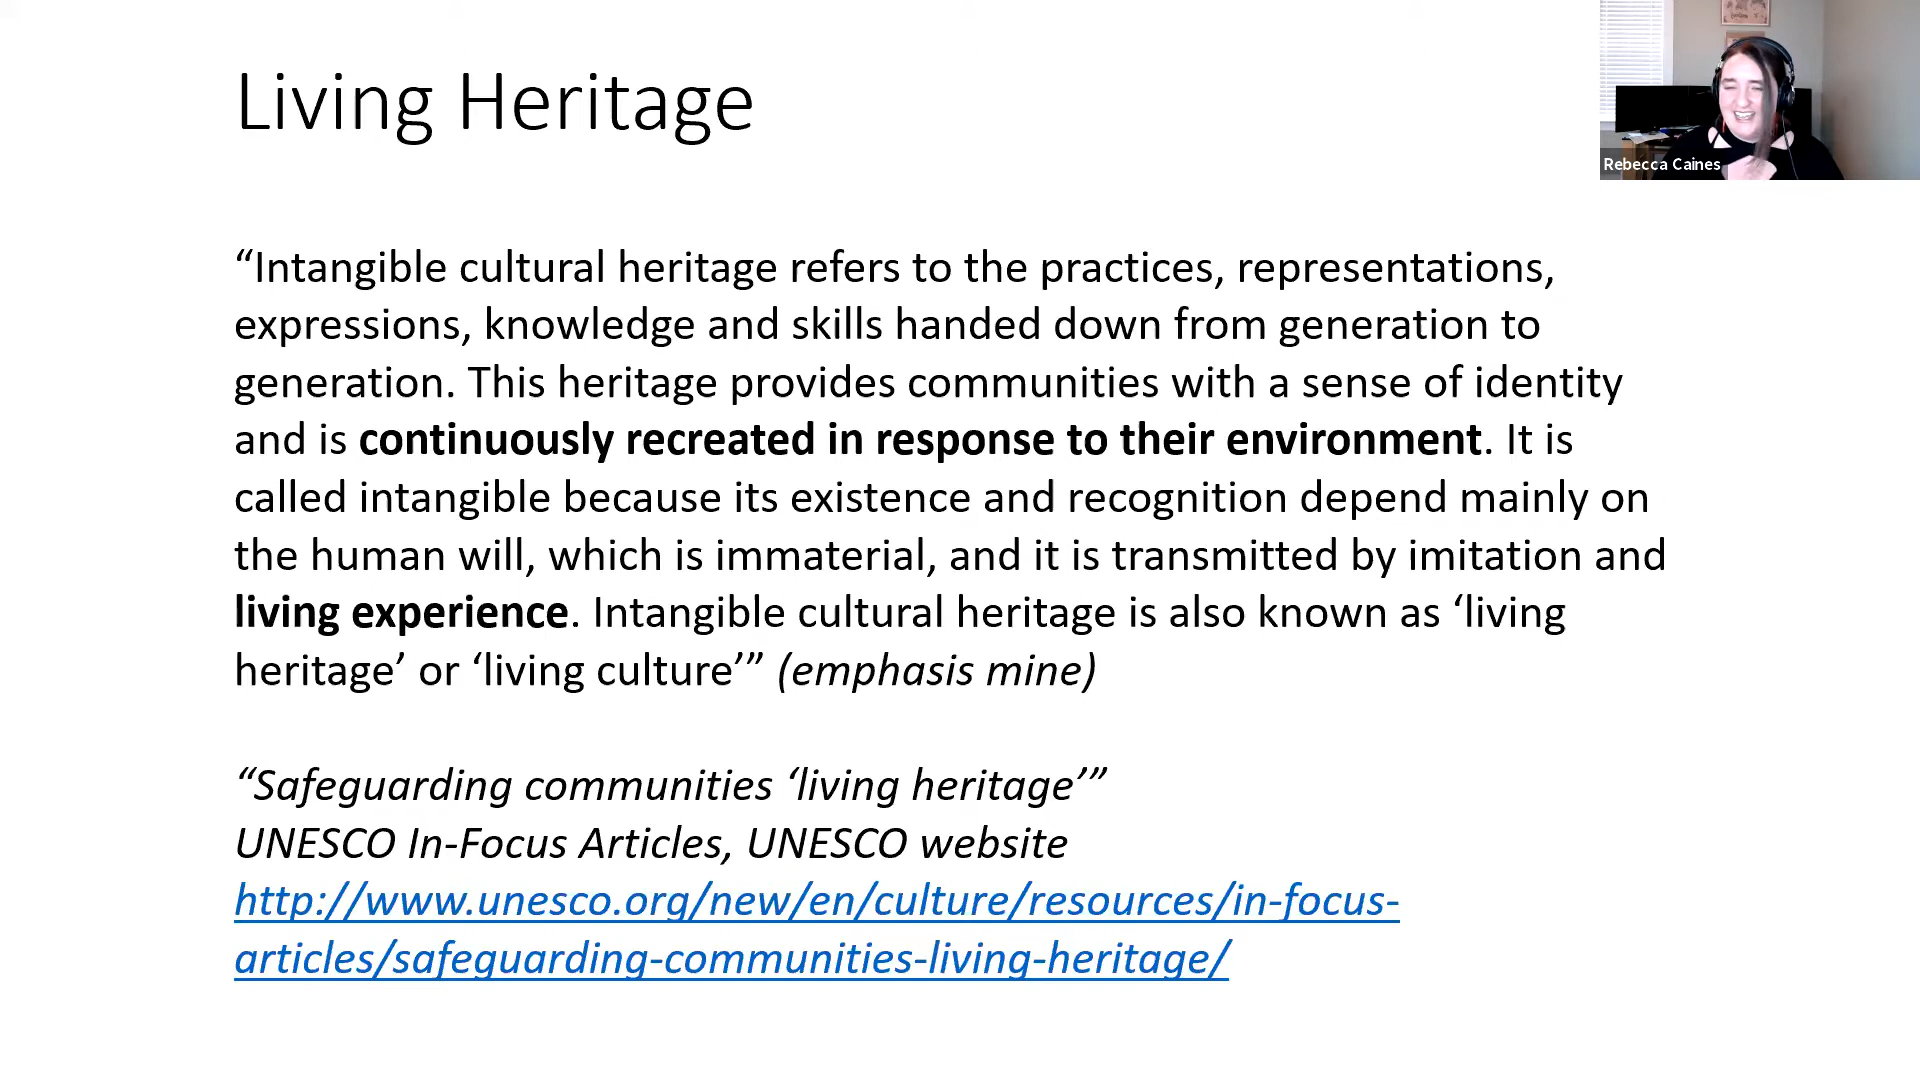 Living Heritage
Rebecca Caines
“Intangible cultural heritage refers to the practices, representations,
expressions, knowledge and skills handed down from generation to
generation. This heritage provides communities with a sense of identity
and is continuously recreated in response to their environment. It is
called intangible because its existence and recognition depend mainly on
the human will, which is immaterial, and it is transmitted by imitation and
living experience. Intangible cultural heritage is also known as ‘living
heritage’ or ‘living culture’” (emphasis mine)
“Safeguarding communities ‘living heritage’”
UNESCO In-Focus Articles, UNESCO website
http://www.unesco.org/new/en/culture/resources/in-focus-
articles/safeguarding-communities-living-heritage/